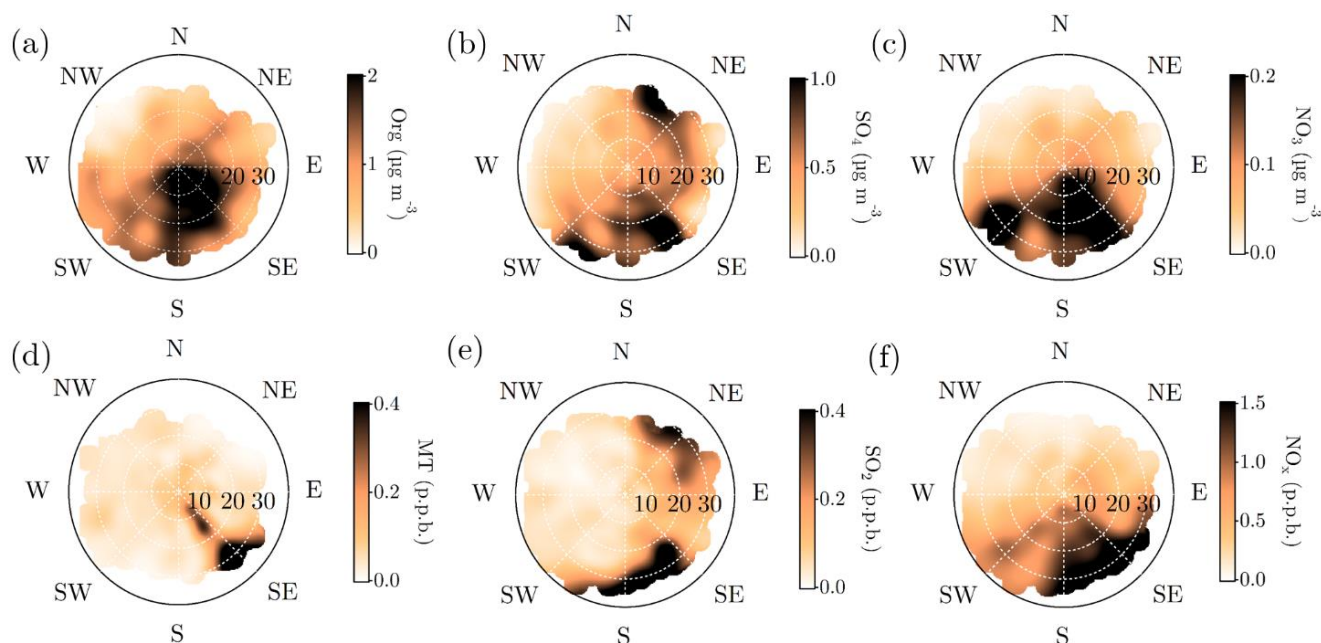 (a)
N
NW
NE
W
E
20 30
SW
SE
S
2
1
0
Org (µg m⁻³)
(b)
N
NW
NE
W
E
10 20 30
SW
SE
S
1.0
0.5
0.0
SO₄ (µg m⁻³)
(c)
N
NW
NE
W
E
20 30
SW
SE
S
0.2
0.1
0.0
NO₃ (µg m⁻³)
(d)
N
NW
NE
W
E
10 20 30
SW
SE
S
0.4
0.2
0.0
MT (p.p.b.)
(e)
N
NW
NE
W
E
10 20 30
SW
SE
S
0.4
0.2
0.0
SO₂ (p.p.b.)
(f)
N
NW
NE
W
E
10 20 30
SW
SE
S
1.5
1.0
0.5
0.0
NOₓ (p.p.b.)